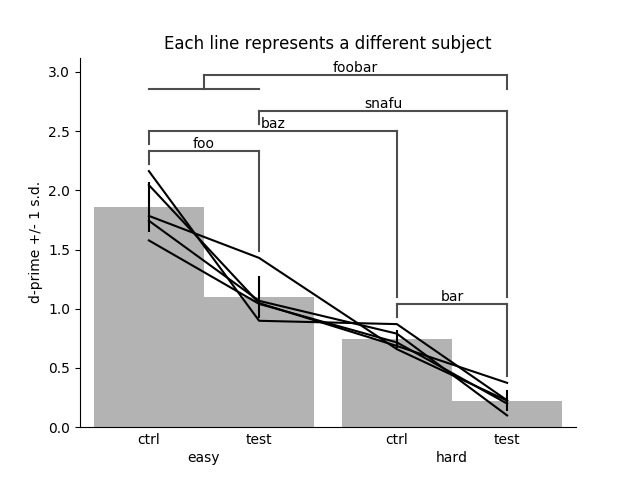 Each line represents a different subject
d-prime +/- 1 s.d.
3.0
2.5
2.0
1.5
1.0
0.5
0.0
foobar
snafu
baz
foo
bar
ctrl test ctrl test
easy hard